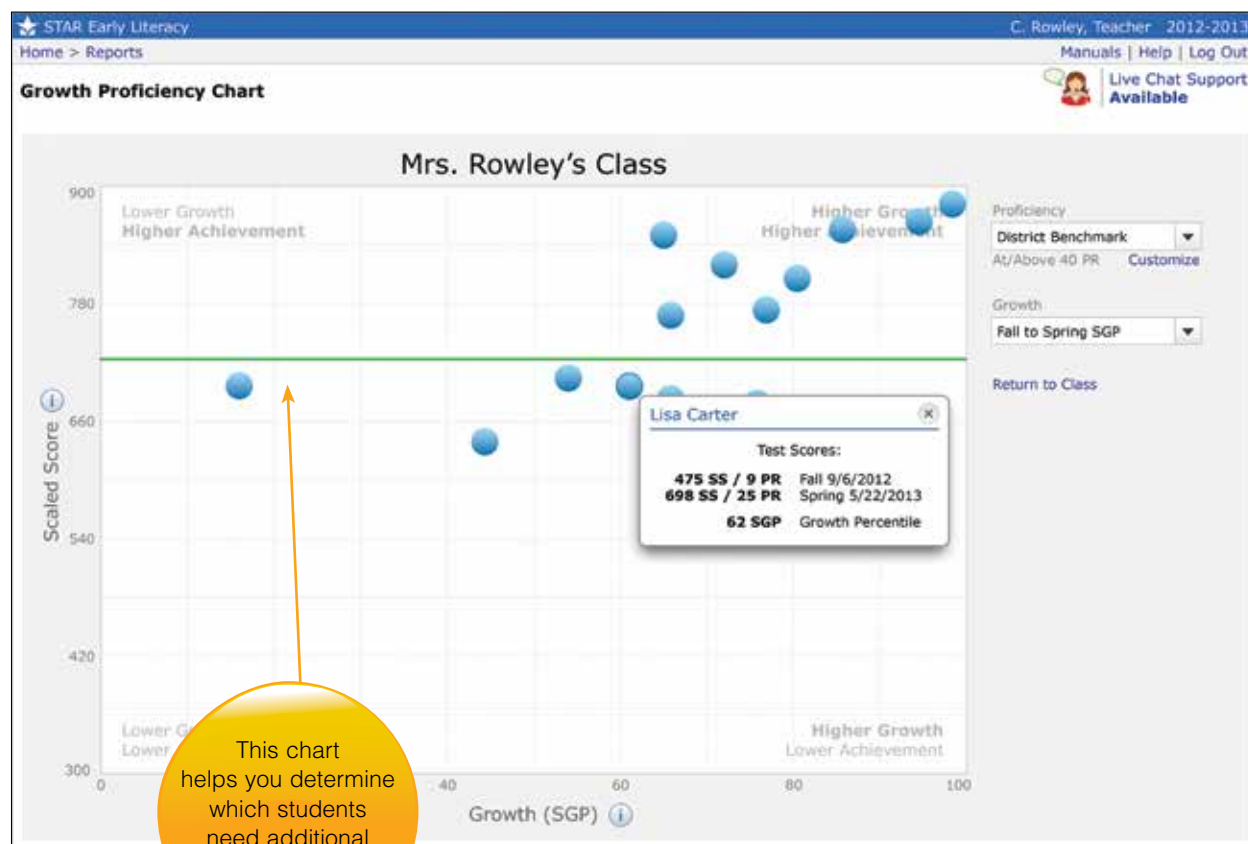 STAR Early Literacy
C. Rowley, Teacher 2012-2013
Home > Reports
Manuals | Help | Log Out
Growth Proficiency Chart
Live Chat Support
Available
Mrs. Rowley's Class
900
780
660
540
420
300
Scaled Score
Lower Growth
Higher Achievement
Higher Growth
Higher Achievement
Proficiency
District Benchmark
At/Above 40 PR Customize
Growth
Fall to Spring SGP
Return to Class
Lisa Carter
Test Scores:
475 SS / 9 PR Fall 9/6/2012
698 SS / 25 PR Spring 5/22/2013
62 SGP Growth Percentile
Lower
Lower
Higher Growth
Lower Achievement
This chart
helps you determine
which students
need additional
0
40
60
80
100
Growth (SGP)